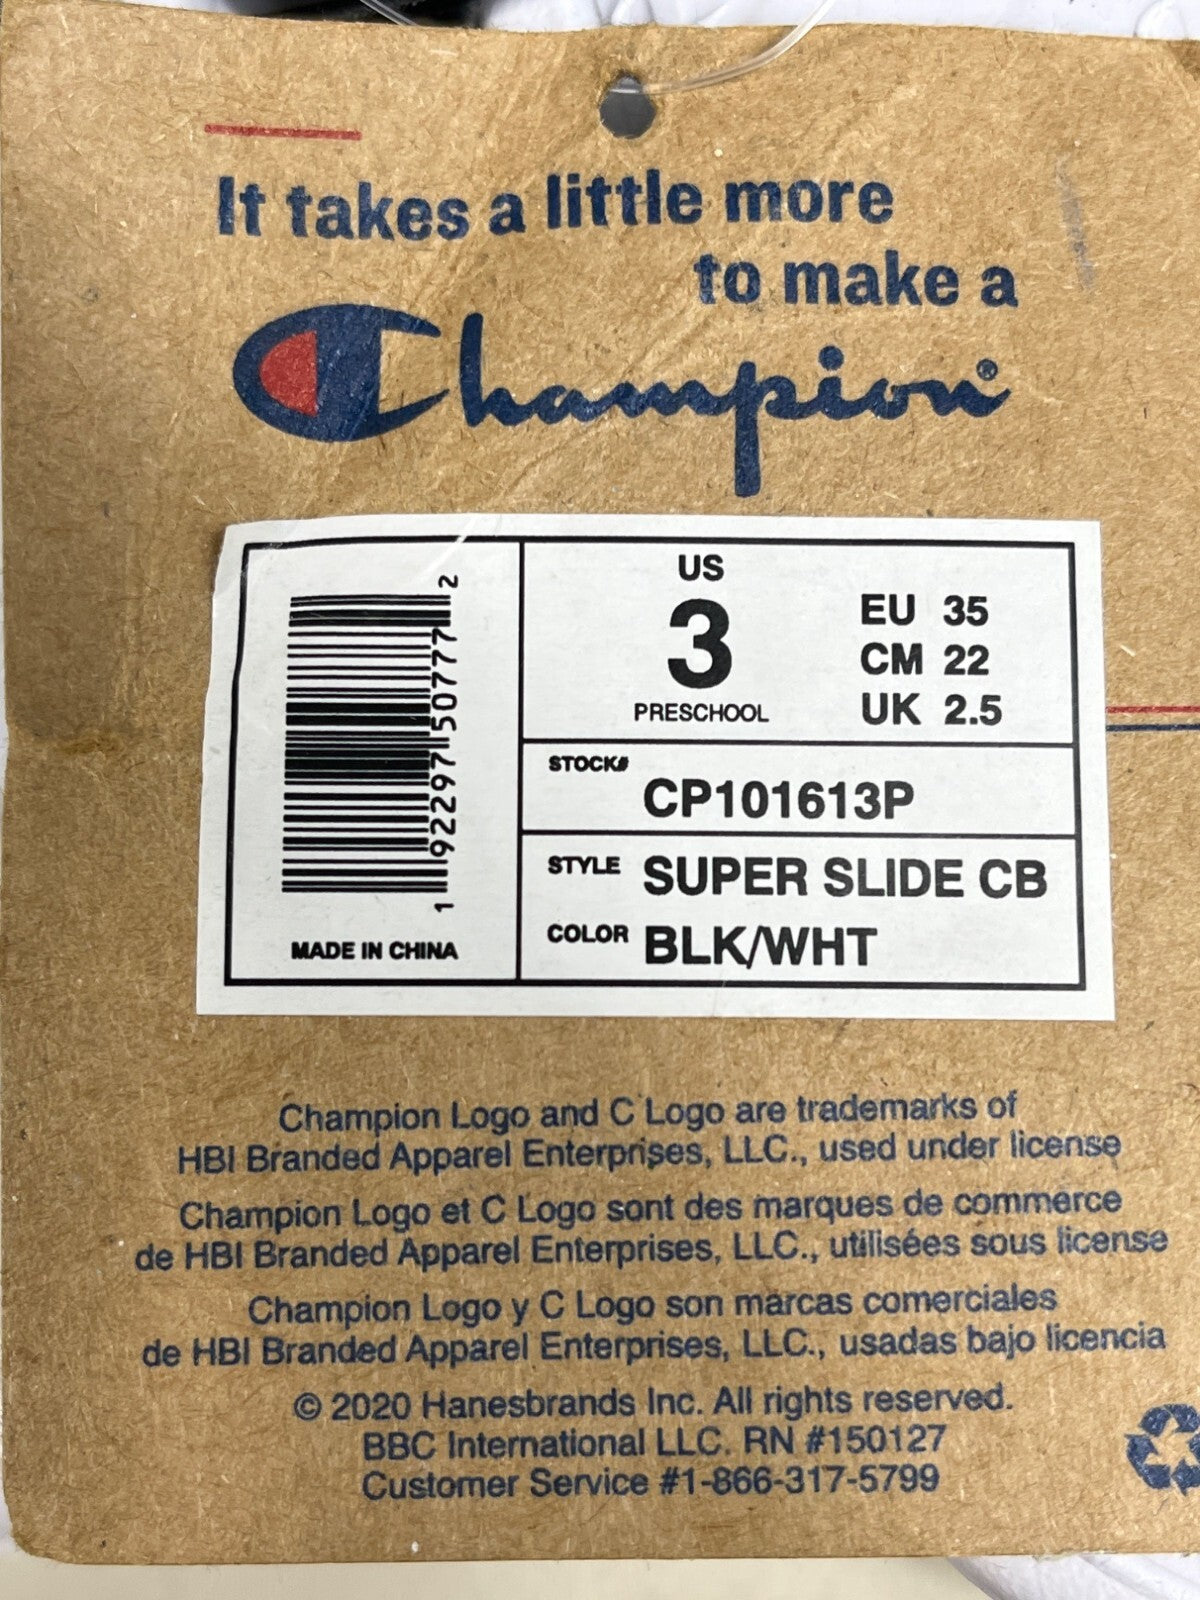 It takes a little more
to make a
Champion®
US
3
PRESCHOOL
EU 35
CM 22
UK 2.5
STOCK#
CP101613P
STYLE SUPER SLIDE CB
COLOR BLK/WHT
1 92297 50777 2
MADE IN CHINA
Champion Logo and C Logo are trademarks of
HBI Branded Apparel Enterprises, LLC., used under license
Champion Logo et C Logo sont des marques de commerce
de HBI Branded Apparel Enterprises, LLC., utilisées sous license
Champion Logo y C Logo son marcas comerciales
de HBI Branded Apparel Enterprises, LLC., usadas bajo licencia
© 2020 Hanesbrands Inc. All rights reserved.
BBC International LLC. RN #150127
Customer Service #1-866-317-5799